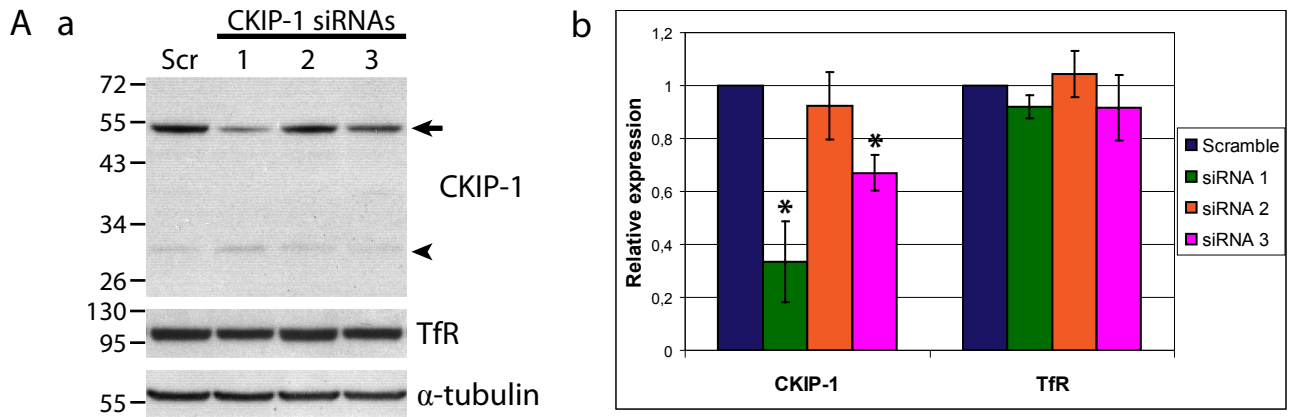 A a
CKIP-1 siRNAs
Scr 1 2 3
72
55
43
34
26
CKIP-1
130
95
TfR
55
α-tubulin
b
1,2
1
0,8
0,6
0,4
0,2
0
Relative expression
*
*
CKIP-1 TfR
Scramble
siRNA 1
siRNA 2
siRNA 3